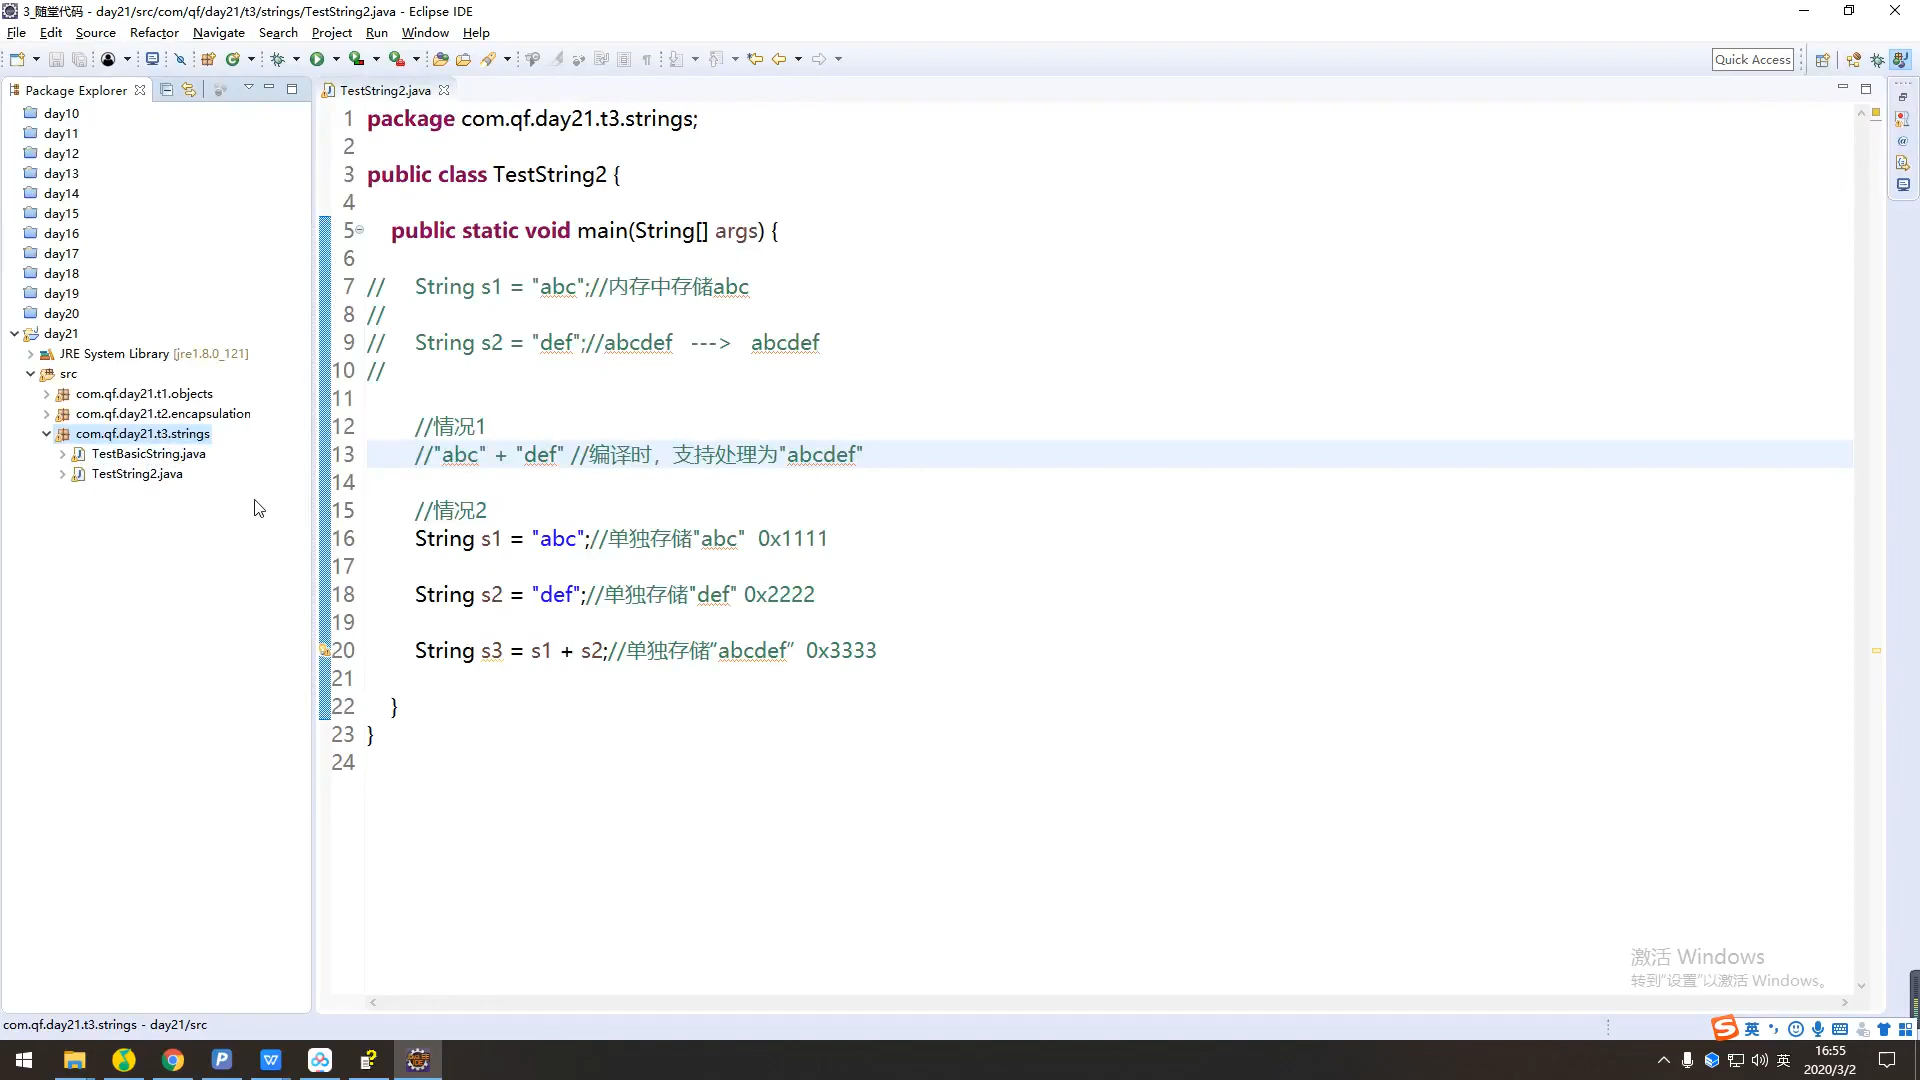 3_随堂代码 - day21/src/com/qf/day21/t3/strings/TestString2.java - Eclipse IDE
File Edit Source Refactor Navigate Search Project Run Window Help
Quick Access
Package Explorer
day10
day11
day12
day13
day14
day15
day16
day17
day18
day19
day20
day21
JRE System Library [jre1.8.0_121]
src
com.qf.day21.t1.objects
com.qf.day21.t2.encapsulation
com.qf.day21.t3.strings
TestBasicString.java
TestString2.java
TestString2.java
1 package com.qf.day21.t3.strings;
2
3 public class TestString2 {
4
5 public static void main(String[] args) {
6
7 // String s1 = "abc";//内存中存储abc
8 //
9 // String s2 = "def";//abcdef ---> abcdef
10 //
11
12 //情况1
13 //"abc" + "def" //编译时，支持处理为"abcdef"
14
15 //情况2
16 String s1 = "abc";//单独存储"abc" 0x1111
17
18 String s2 = "def";//单独存储"def" 0x2222
19
20 String s3 = s1 + s2;//单独存储“abcdef” 0x3333
21
22 }
23 }
24
激活 Windows
转到“设置”以激活 Windows。
com.qf.day21.t3.strings - day21/src
英
英
16:55
2020/3/2